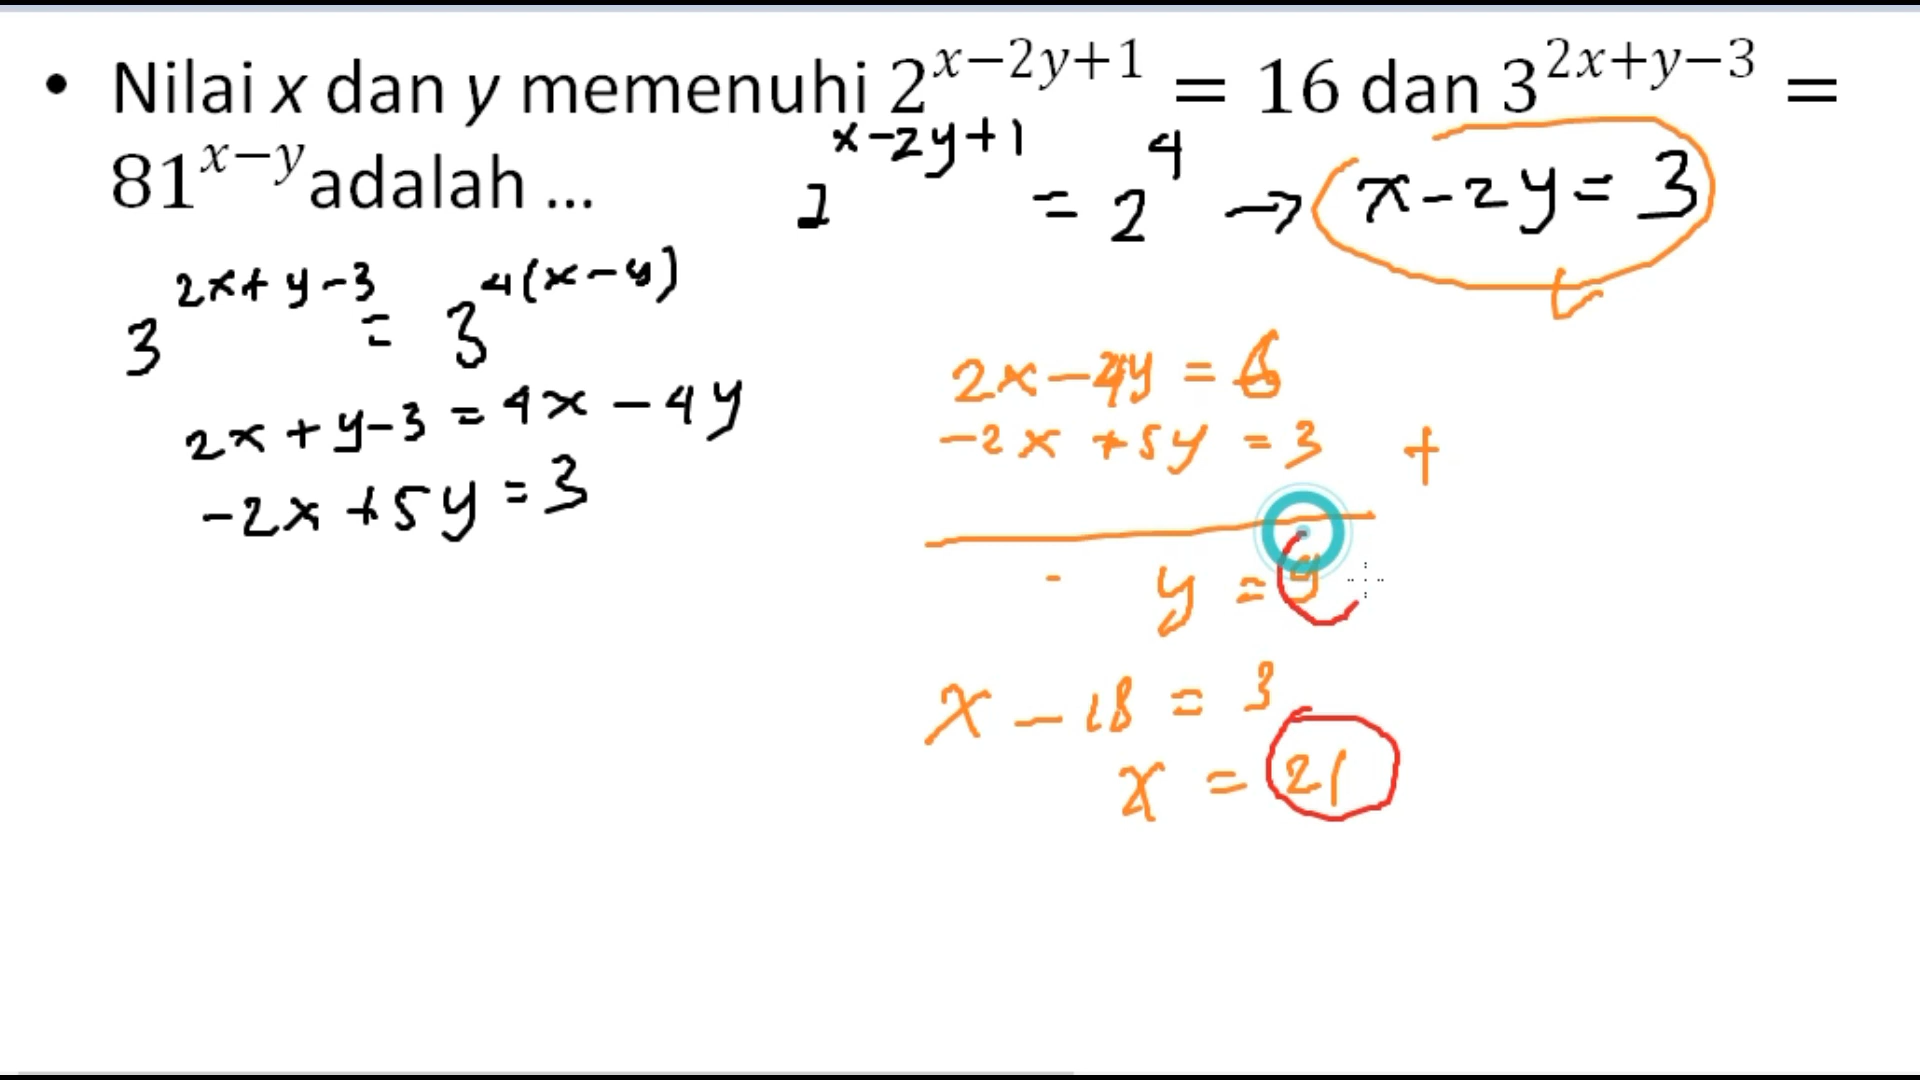 • Nilai x dan y memenuhi 2^{x−2y+1} = 16 dan 3^{2x+y−3} =
81^{x−y} adalah ...
2^{x-2y+1} = 2^4 → x-2y = 3
3^{2x+y-3} = 3^{4(x-y)}
2x + y-3 = 4x - 4y
-2x + 5y = 3
2x - 4y = 6
-2x + 5y = 3 +
y = 9
x - 18 = 3
x = 21